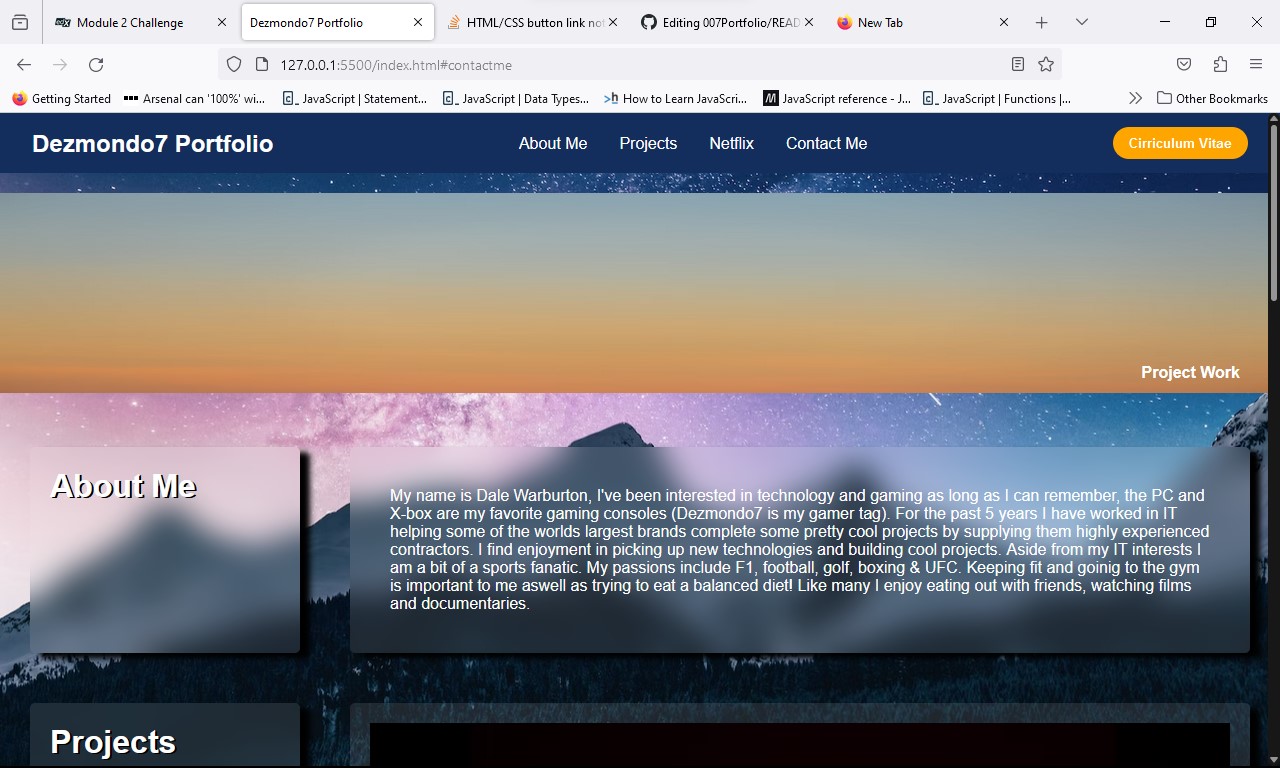 Module 2 Challenge
Dezmondo7 Portfolio
HTML/CSS button link not
Editing 007Portfolio/READ
New Tab
127.0.0.1:5500/index.html#contactme
Getting Started
Arsenal can '100%' wi...
JavaScript | Statement...
JavaScript | Data Types...
How to Learn JavaScri...
JavaScript reference - J...
JavaScript | Functions |...
Other Bookmarks
Dezmondo7 Portfolio
About Me
Projects
Netflix
Contact Me
Cirriculum Vitae
Project Work
About Me
My name is Dale Warburton, I've been interested in technology and gaming as long as I can remember, the PC and
X-box are my favorite gaming consoles (Dezmondo7 is my gamer tag). For the past 5 years I have worked in IT
helping some of the worlds largest brands complete some pretty cool projects by supplying them highly experienced
contractors. I find enjoyment in picking up new technologies and building cool projects. Aside from my IT interests I
am a bit of a sports fanatic. My passions include F1, football, golf, boxing & UFC. Keeping fit and goinig to the gym
is important to me aswell as trying to eat a balanced diet! Like many I enjoy eating out with friends, watching films
and documentaries.
Projects